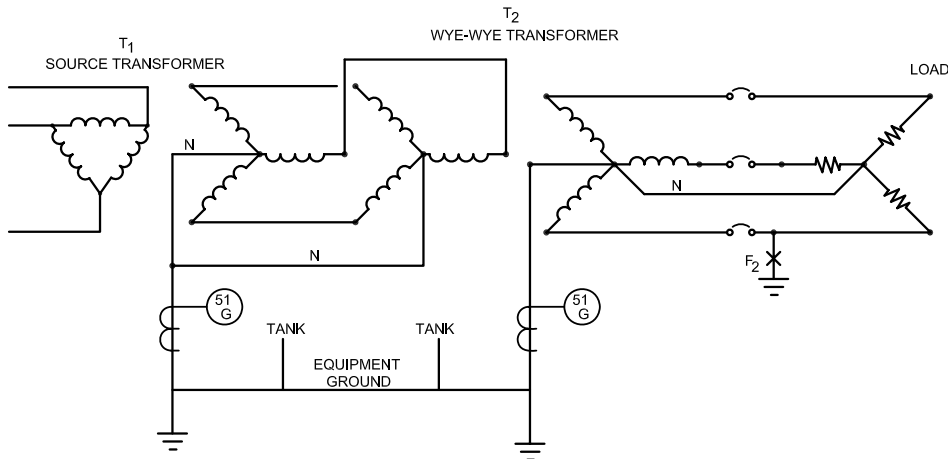 T2
WYE-WYE TRANSFORMER
T1
SOURCE TRANSFORMER
LOAD
N
N
N
F2
51
G
51
G
TANK
TANK
EQUIPMENT
GROUND